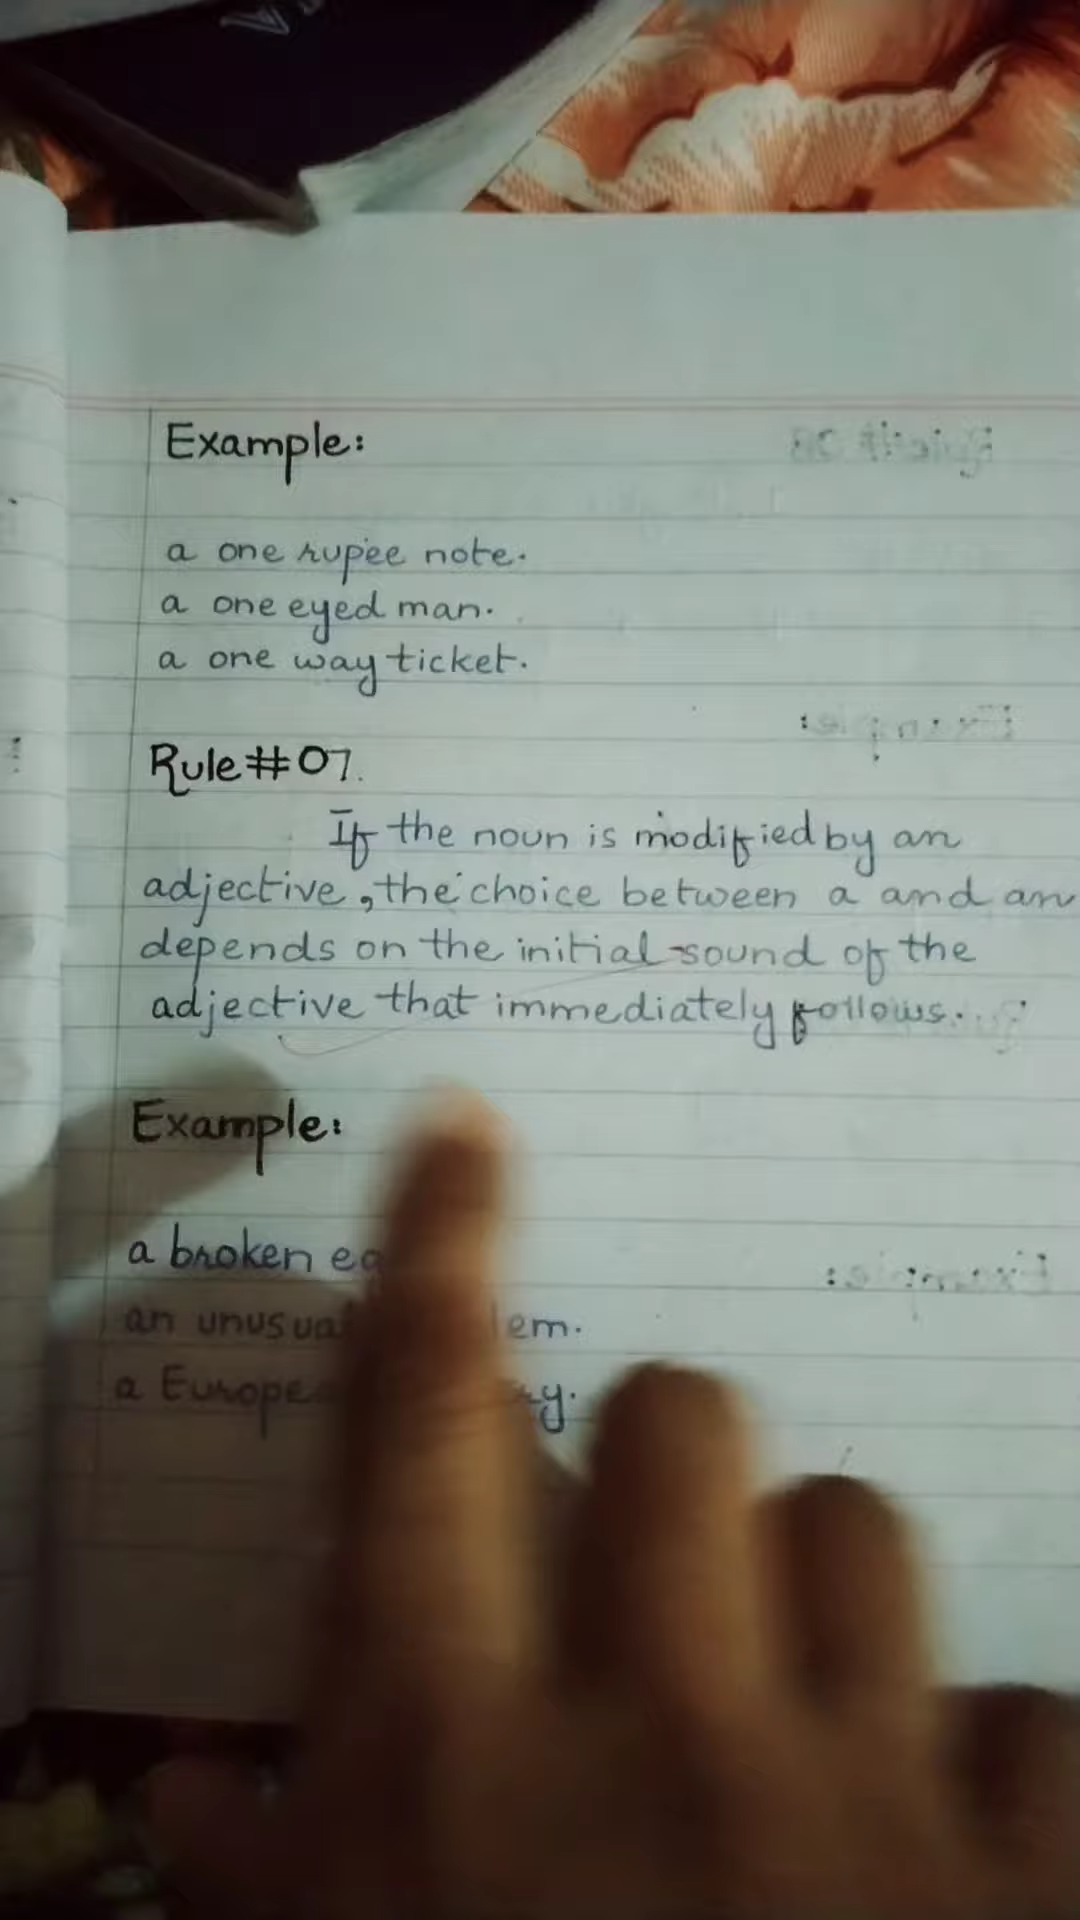 Example:
a one rupee note.
a one eyed man.
a one way ticket.
Rule#07.
If the noun is modified by an
adjective, the choice between a and an
depends on the initial sound of the
adjective that immediately follows.
Example:
a broken
an
a